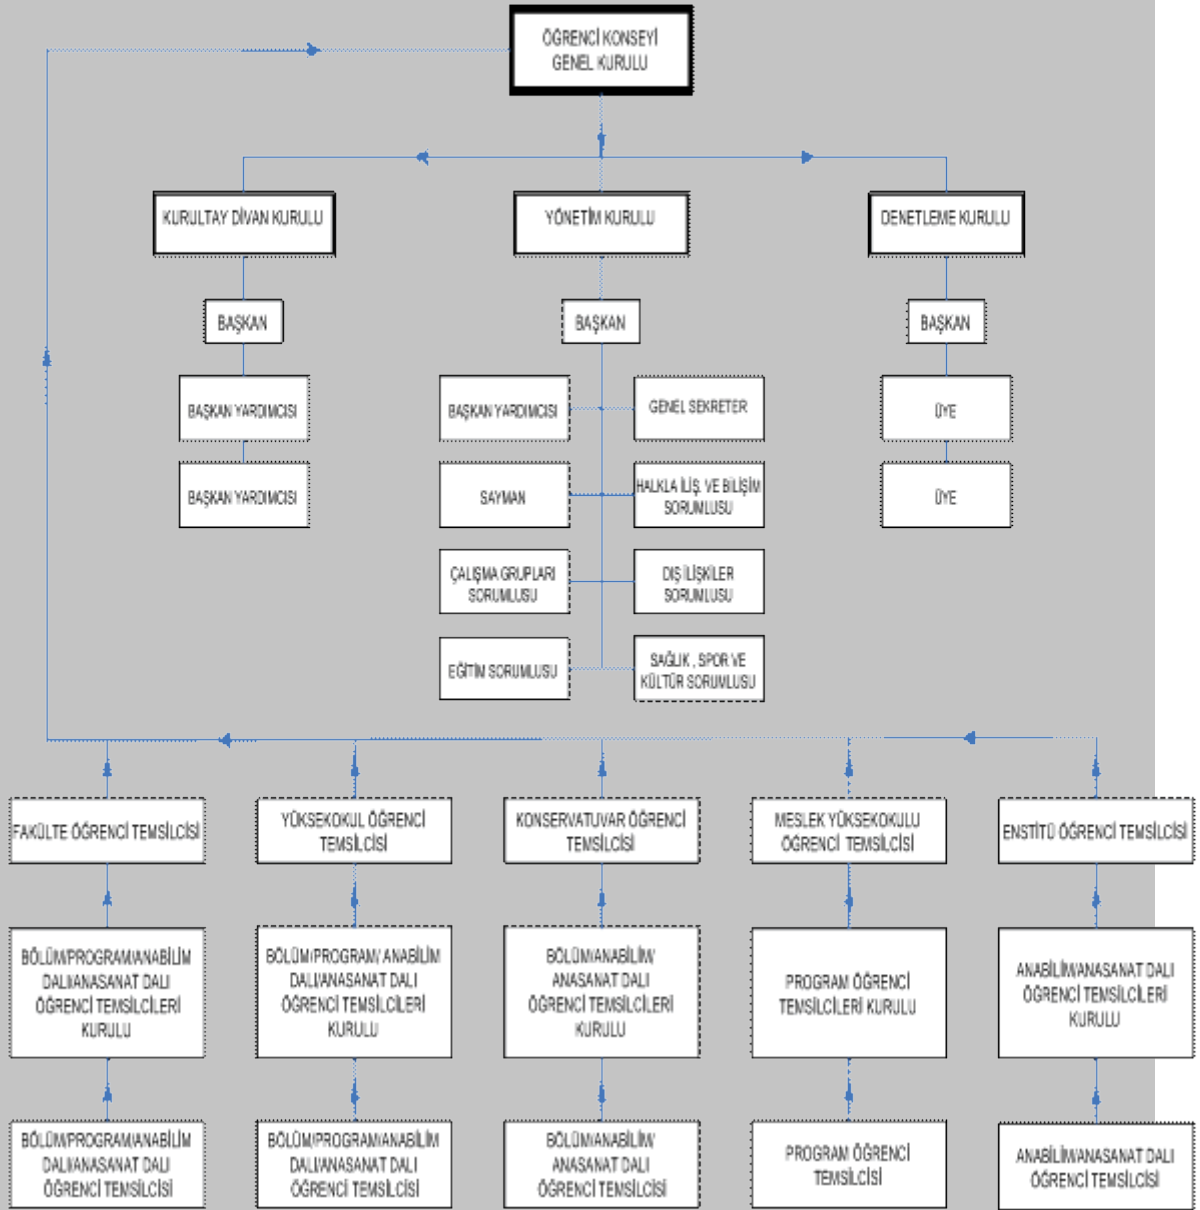 ÖĞRENCİ KONSEYİ
GENEL KURULU
KURULTAY DİVAN KURULU
YÖNETİM KURULU
DENETLEME KURULU
BAŞKAN
BAŞKAN
BAŞKAN
BAŞKAN YARDIMCISI
BAŞKAN YARDIMCISI
GENEL SEKRETER
ÜYE
BAŞKAN YARDIMCISI
SAYMAN
HALKLA İLİŞ. VE BİLİŞİM
SORUMLUSU
ÜYE
ÇALIŞMA GRUPLARI
SORUMLUSU
DIŞ İLİŞKİLER
SORUMLUSU
EĞİTİM SORUMLUSU
SAĞLIK , SPOR VE
KÜLTÜR SORUMLUSU
FAKÜLTE ÖĞRENCİ TEMSİLCİSİ
YÜKSEKOKUL ÖĞRENCİ
TEMSİLCİSİ
KONSERVATUVAR ÖĞRENCİ
TEMSİLCİSİ
MESLEK YÜKSEKOKULU
ÖĞRENCİ TEMSİLCİSİ
ENSTİTÜ ÖĞRENCİ TEMSİLCİSİ
BÖLÜM/PROGRAM/ANABİLİM
DALI/ANASANAT DALI
ÖĞRENCİ TEMSİLCİLERİ
KURULU
BÖLÜM/PROGRAM/ ANABİLİM
DALI/ANASANAT DALI
ÖĞRENCİ TEMSİLCİLERİ
KURULU
BÖLÜM/ANABİLİM/
ANASANAT DALI
ÖĞRENCİ TEMSİLCİLERİ
KURULU
PROGRAM ÖĞRENCİ
TEMSİLCİLERİ KURULU
ANABİLİM/ANASANAT DALI
ÖĞRENCİ TEMSİLCİLERİ
KURULU
BÖLÜM/PROGRAM/ANABİLİM
DALI/ANASANAT DALI
ÖĞRENCİ TEMSİLCİSİ
BÖLÜM/PROGRAM/ANABİLİM
DALI/ANASANAT DALI
ÖĞRENCİ TEMSİLCİSİ
BÖLÜM/ANABİLİM/
ANASANAT DALI
ÖĞRENCİ TEMSİLCİSİ
PROGRAM ÖĞRENCİ
TEMSİLCİSİ
ANABİLİM/ANASANAT DALI
ÖĞRENCİ TEMSİLCİSİ